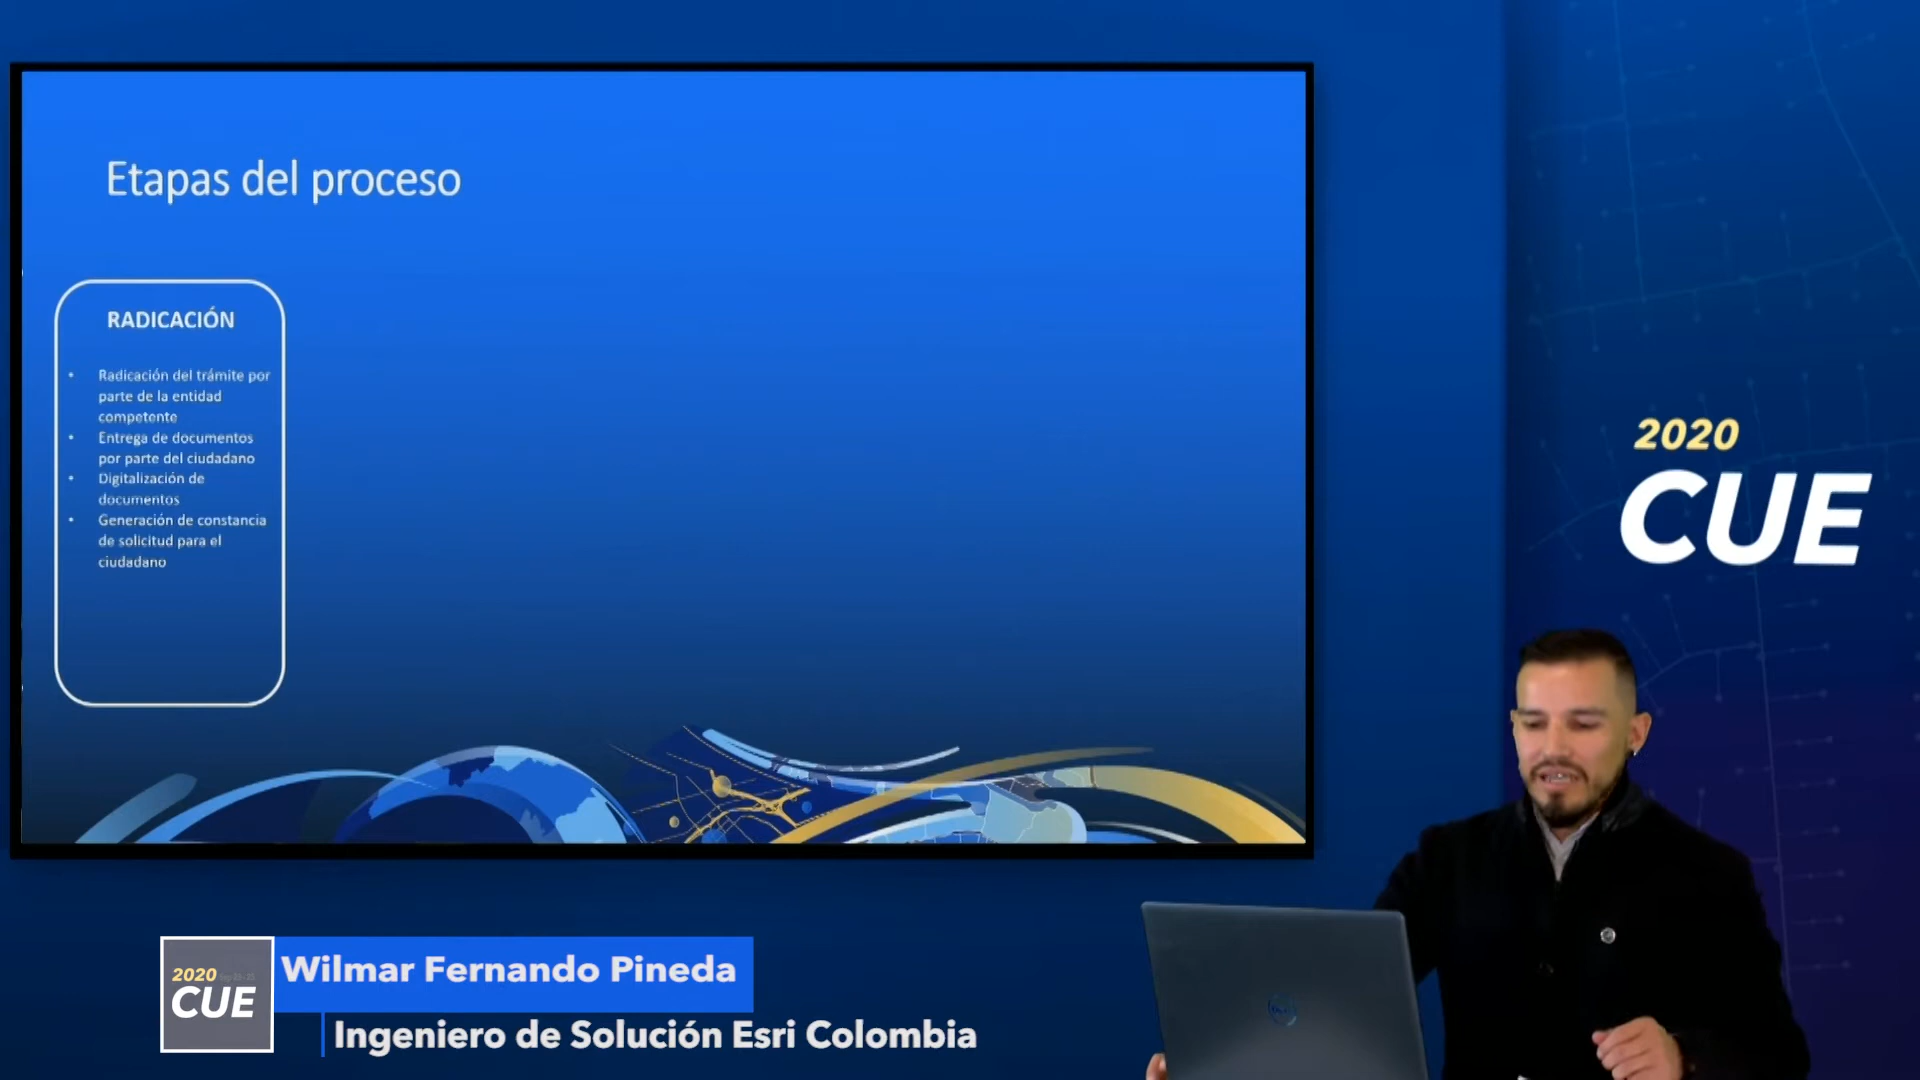 Etapas del proceso
RADICACIÓN
• Radicación del trámite por
parte de la entidad
competente
• Entrega de documentos
por parte del ciudadano
• Digitalización de
documentos
• Generación de constancia
de solicitud para el
ciudadano
2020
CUE
2020
CUE
Wilmar Fernando Pineda
Ingeniero de Solución Esri Colombia